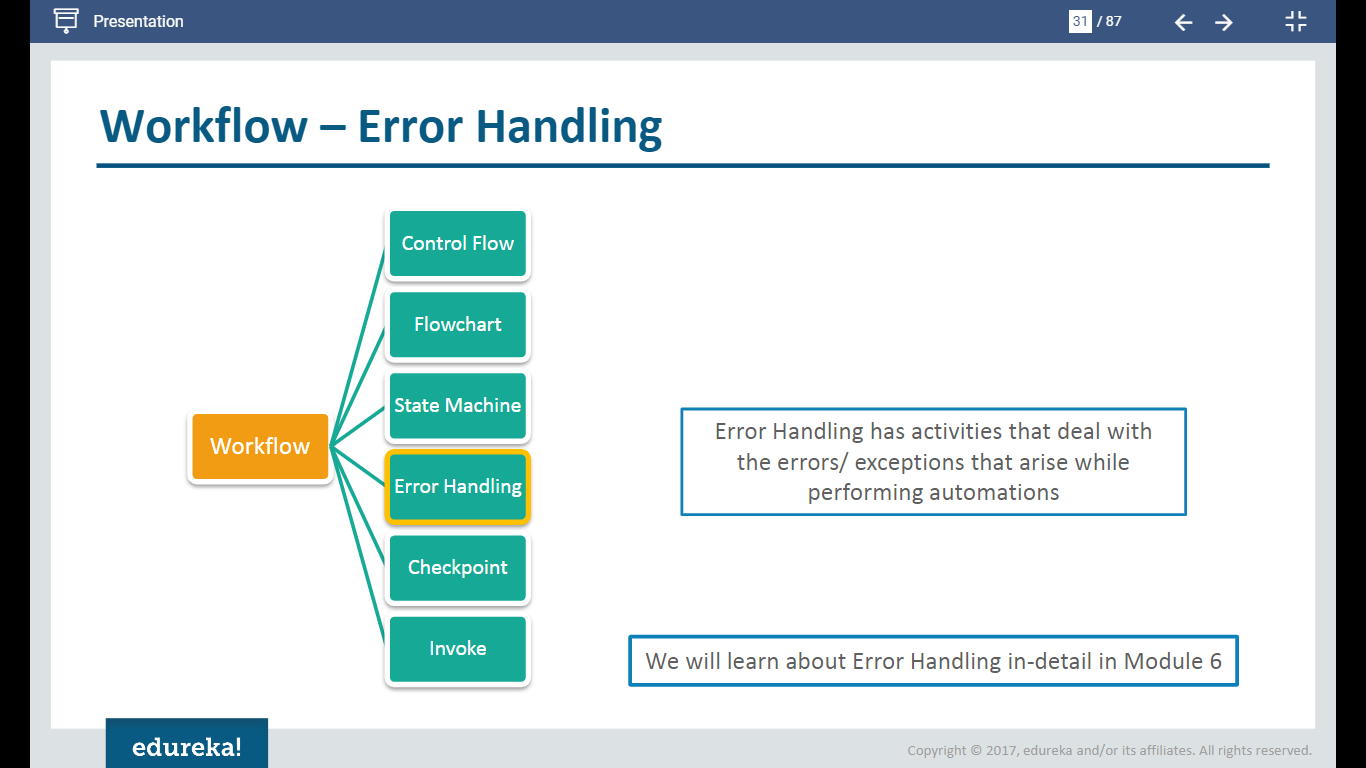 Presentation
31 / 87
Workflow – Error Handling
Control Flow
Flowchart
State Machine
Workflow
Error Handling
Checkpoint
Invoke
Error Handling has activities that deal with
the errors/ exceptions that arise while
performing automations
We will learn about Error Handling in-detail in Module 6
edureka!
Copyright © 2017, edureka and/or its affiliates. All rights reserved.